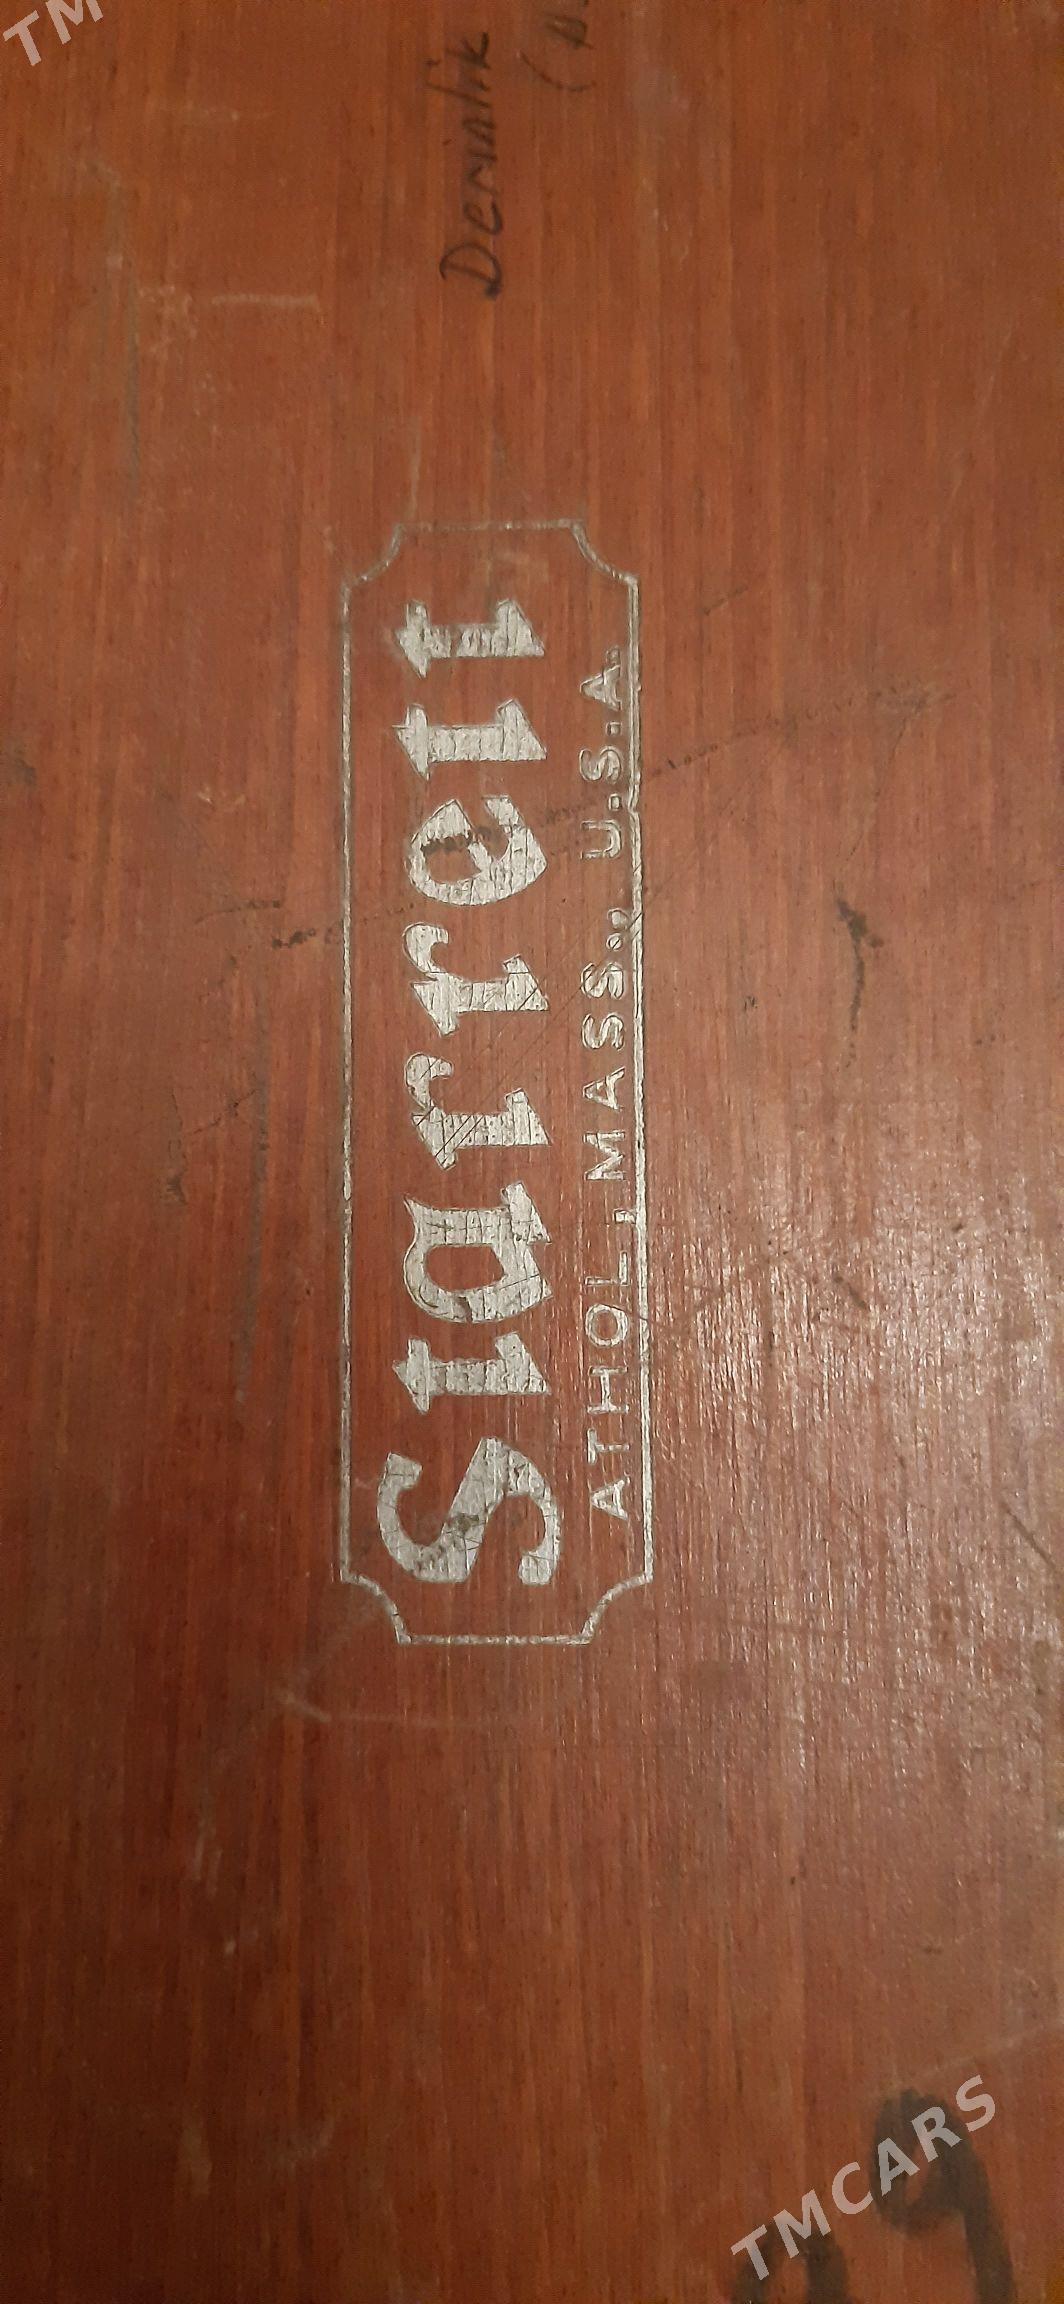 Starrett
ATHOL, MASS., U.S.A.
TMCARS
TM